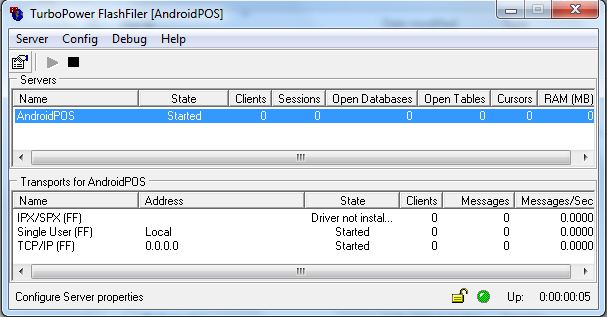 TurboPower FlashFiler [AndroidPOS]
Server Config Debug Help
Servers
Name State Clients Sessions Open Databases Open Tables Cursors RAM (MB)
AndroidPOS Started 0 0 0 0 0 0
Transports for AndroidPOS
Name Address State Clients Messages Messages/Sec
IPX/SPX (FF) Driver not instal... 0 0 0.0000
Single User (FF) Local Started 0 0 0.0000
TCP/IP (FF) 0.0.0.0 Started 0 0 0.0000
Configure Server properties Up: 0:00:00:05